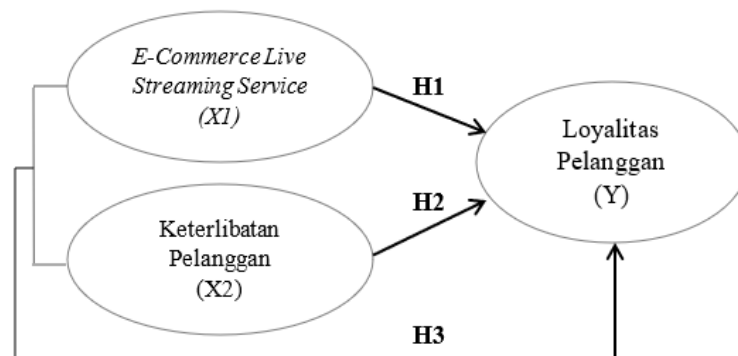 E-Commerce Live
Streaming Service
(X1)
H1
Loyalitas
Pelanggan
(Y)
H2
Keterlibatan
Pelanggan
(X2)
H3